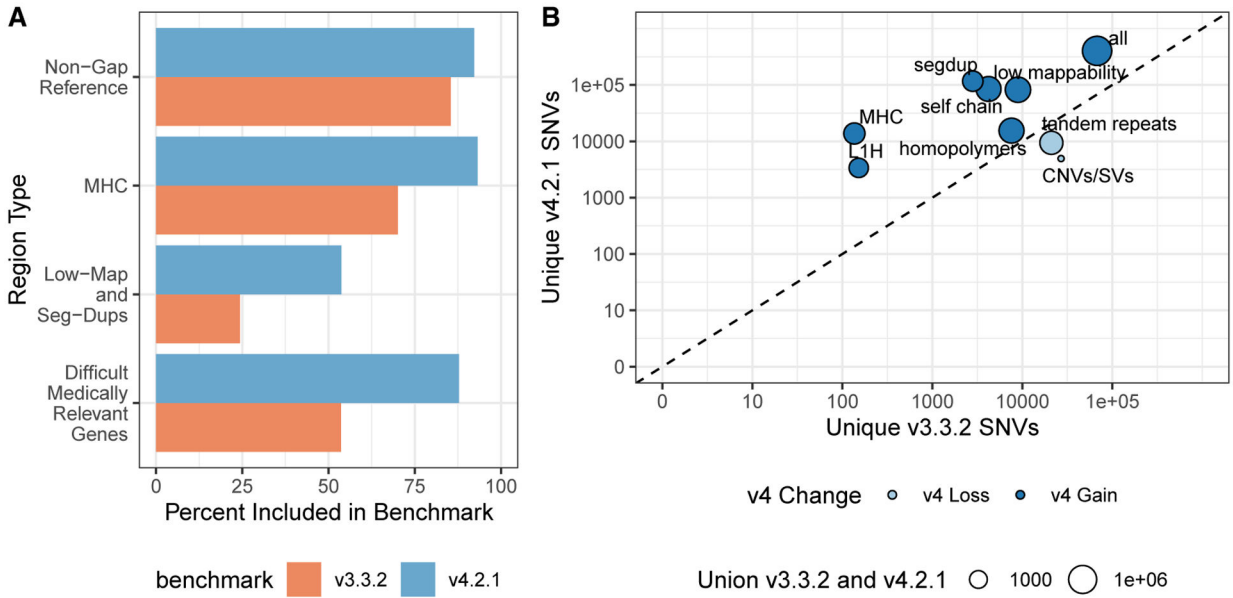 A
Non−Gap
Reference
MHC
Low−Map
and
Seg−Dups
Difficult
Medically
Relevant
Genes
Region Type
0 25 50 75 100
Percent Included in Benchmark
benchmark v3.3.2 v4.2.1
B
Unique v4.2.1 SNVs
1e+05
10000
1000
100
10
0
all
segdup
low mappability
self chain
MHC
tandem repeats
L1H
homopolymers
CNVs/SVs
0 10 100 1000 10000 1e+05
Unique v3.3.2 SNVs
v4 Change v4 Loss v4 Gain
Union v3.3.2 and v4.2.1 1000 1e+06